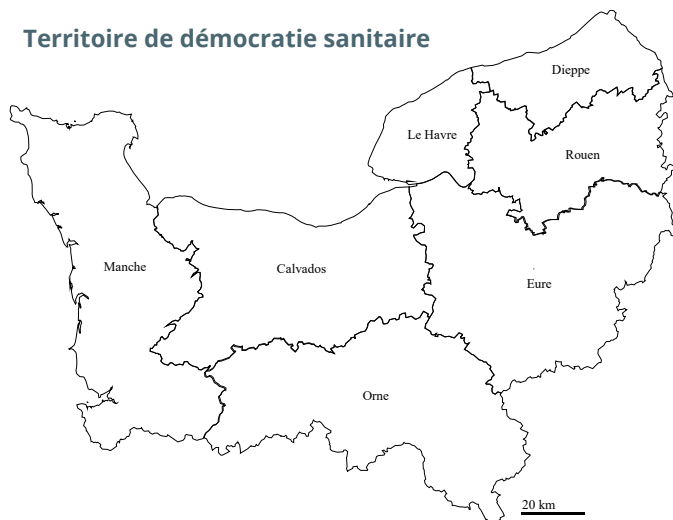 Territoire de démocratie sanitaire
Dieppe
Le Havre
Rouen
Manche
Calvados
Eure
Orne
20 km